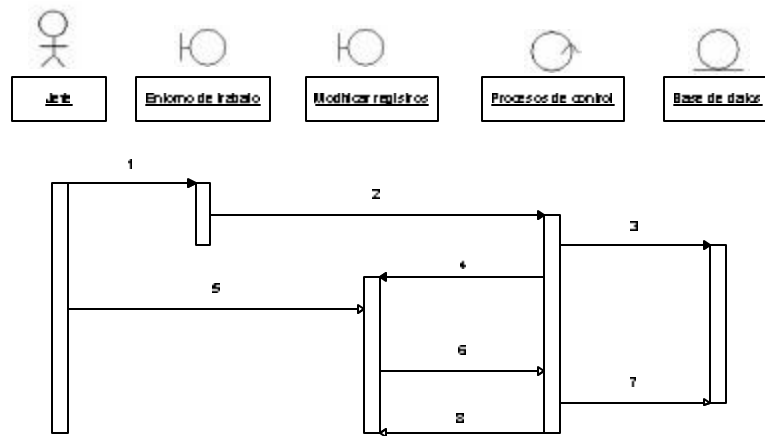 Jefe
Entorno de trabajo
Modificar registros
Procesos de control
Base de datos
1
2
3
4
5
6
7
8